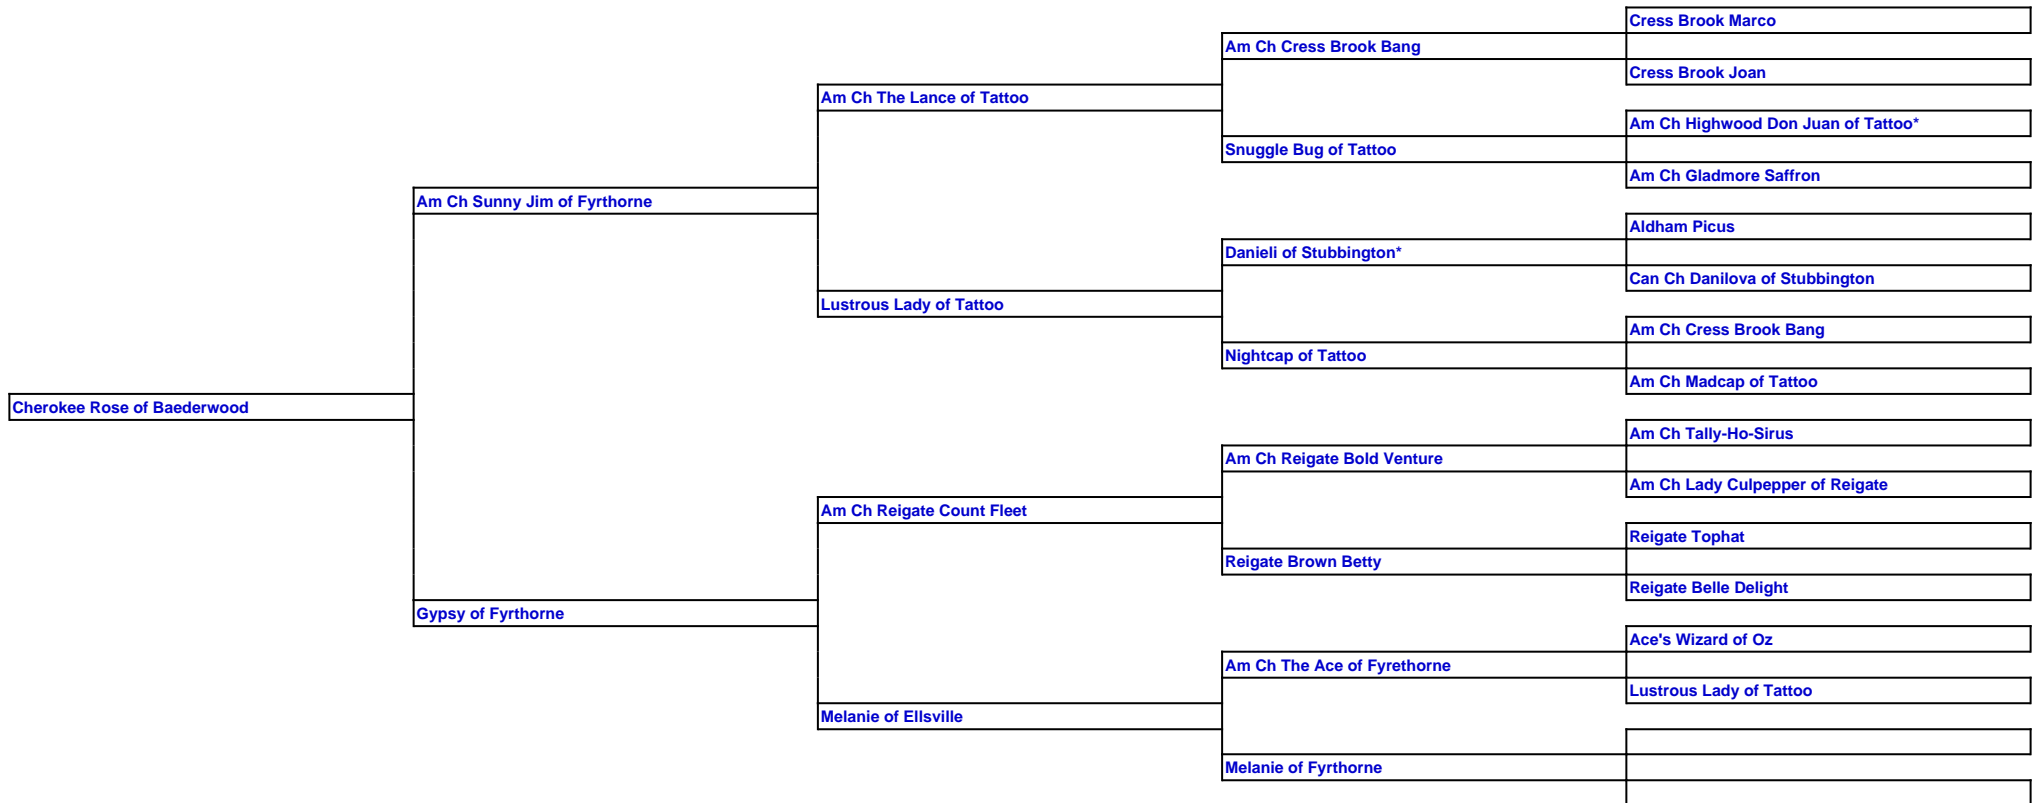 Cress Brook Marco
Am Ch Cress Brook Bang
Cress Brook Joan
Am Ch The Lance of Tattoo
Am Ch Highwood Don Juan of Tattoo*
Snuggle Bug of Tattoo
Am Ch Gladmore Saffron
Am Ch Sunny Jim of Fyrthorne
Aldham Picus
Danieli of Stubbington*
Can Ch Danilova of Stubbington
Lustrous Lady of Tattoo
Am Ch Cress Brook Bang
Nightcap of Tattoo
Am Ch Madcap of Tattoo
Cherokee Rose of Baederwood
Am Ch Tally-Ho-Sirus
Am Ch Reigate Bold Venture
Am Ch Lady Culpepper of Reigate
Am Ch Reigate Count Fleet
Reigate Tophat
Reigate Brown Betty
Reigate Belle Delight
Gypsy of Fyrthorne
Ace's Wizard of Oz
Am Ch The Ace of Fyrethorne
Lustrous Lady of Tattoo
Melanie of Ellsville
Melanie of Fyrthorne